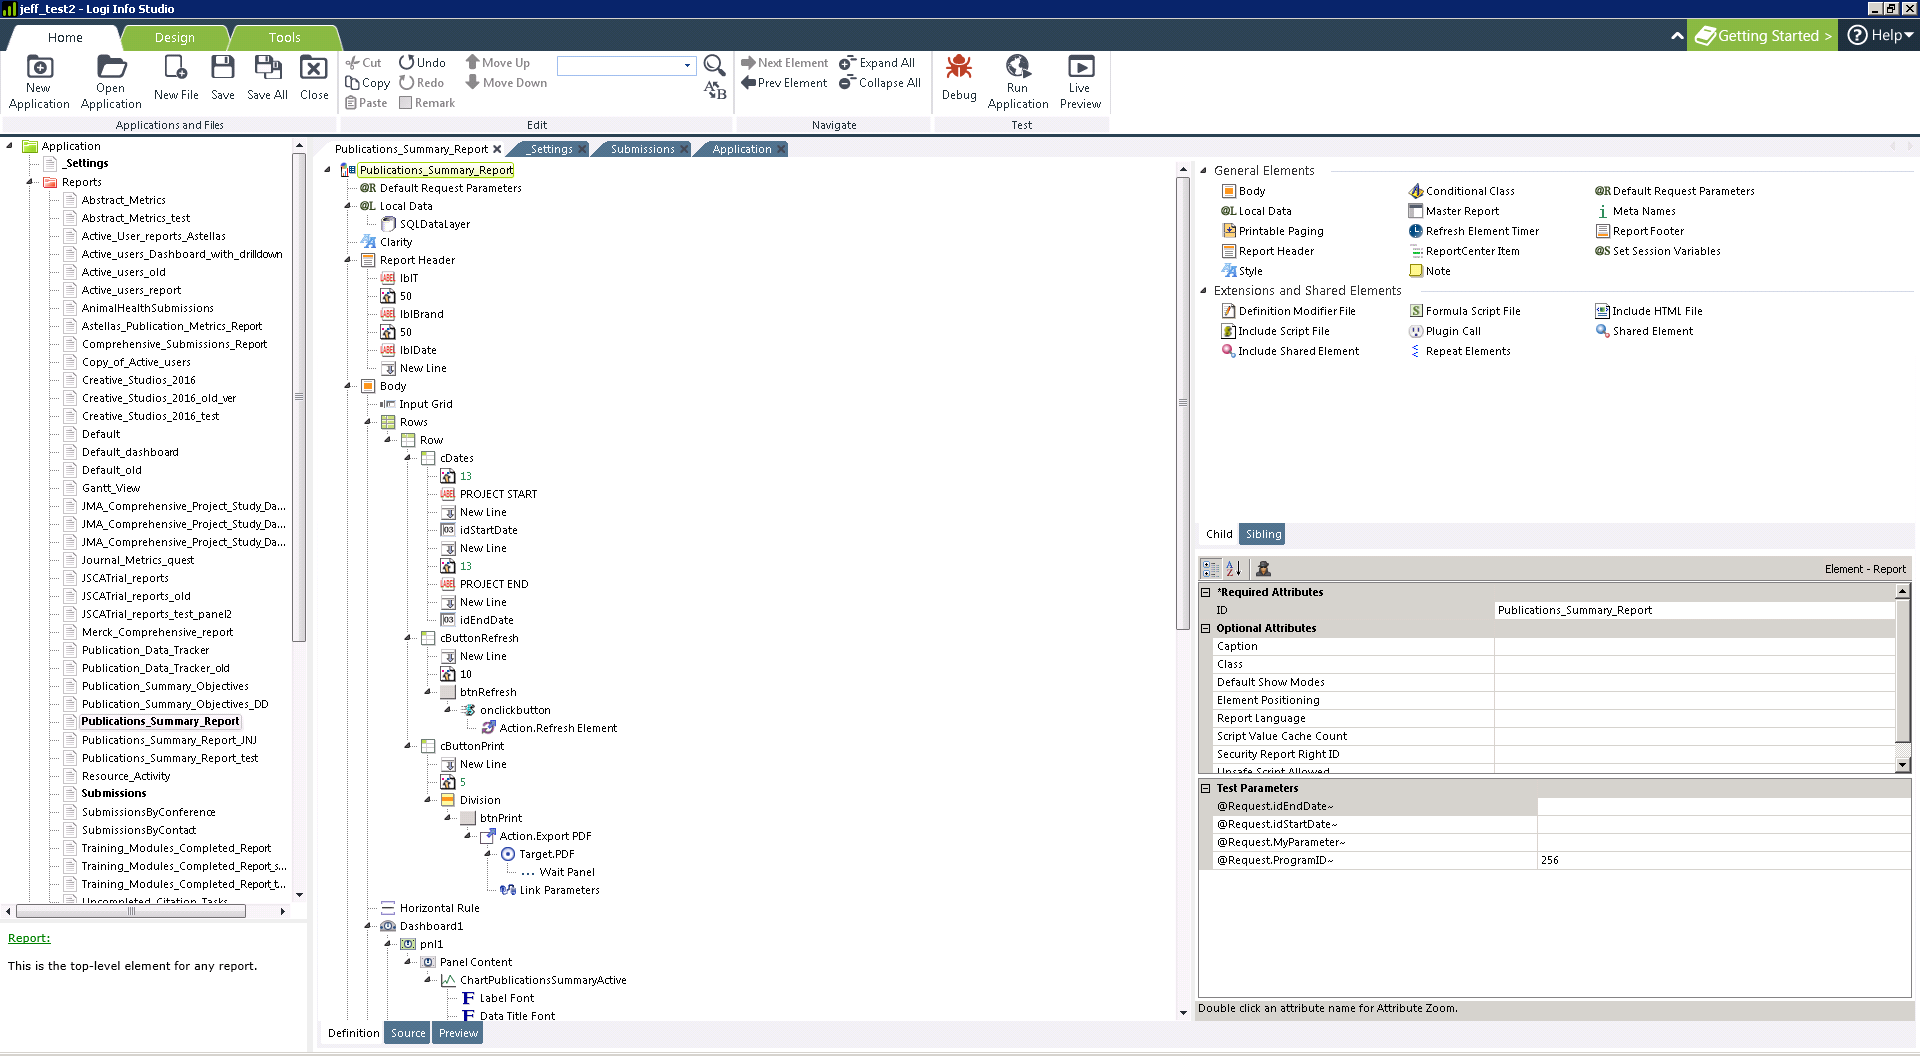 jeff_test2 - Logi Info Studio
Home
Design
Tools
Getting Started >
Help
New Application
Open Application
New File
Save
Save All
Close
Applications and Files
Cut
Copy
Paste
Undo
Redo
Remark
Move Up
Move Down
Edit
Next Element
Prev Element
Expand All
Collapse All
Navigate
Debug
Run Application
Live Preview
Test
Application
_Settings
Reports
Abstract_Metrics
Abstract_Metrics_test
Active_User_reports_Astellas
Active_users_Dashboard_with_drilldown
Active_users_old
Active_users_report
AnimalHealthSubmissions
Astellas_Publication_Metrics_Report
Comprehensive_Submissions_Report
Copy_of_Active_users
Creative_Studios_2016
Creative_Studios_2016_old_ver
Creative_Studios_2016_test
Default
Default_dashboard
Default_old
Gantt_View
JMA_Comprehensive_Project_Study_Da...
JMA_Comprehensive_Project_Study_Da...
JMA_Comprehensive_Project_Study_Da...
Journal_Metrics_quest
JSCATrial_reports
JSCATrial_reports_old
JSCATrial_reports_test_panel2
Merck_Comprehensive_report
Publication_Data_Tracker
Publication_Data_Tracker_old
Publication_Summary_Objectives
Publication_Summary_Objectives_DD
Publications_Summary_Report
Publications_Summary_Report_JNJ
Publications_Summary_Report_test
Resource_Activity
Submissions
SubmissionsByConference
SubmissionsByContact
Training_Modules_Completed_Report
Training_Modules_Completed_Report_s...
Training_Modules_Completed_Report_t...
Uncompleted_Citation_Tasks
Report:
This is the top-level element for any report.
Publications_Summary_Report
_Settings
Submissions
Application
Publications_Summary_Report
@R Default Request Parameters
@L Local Data
SQLDataLayer
Clarity
Report Header
LABEL lblT
50
LABEL lblBrand
50
LABEL lblDate
New Line
Body
Input Grid
Rows
Row
cDates
13
LABEL PROJECT START
New Line
03 idStartDate
New Line
13
LABEL PROJECT END
New Line
03 idEndDate
cButtonRefresh
New Line
10
btnRefresh
onclickbutton
Action.Refresh Element
cButtonPrint
New Line
5
Division
btnPrint
Action.Export PDF
Target.PDF
Wait Panel
Link Parameters
Horizontal Rule
Dashboard1
pnl1
Panel Content
ChartPublicationsSummaryActive
F Label Font
F Data Title Font
Definition
Source
Preview
General Elements
Body
Conditional Class
@R Default Request Parameters
@L Local Data
Master Report
Meta Names
Printable Paging
Refresh Element Timer
Report Footer
Report Header
ReportCenter Item
@S Set Session Variables
Style
Note
Extensions and Shared Elements
Definition Modifier File
Formula Script File
Include HTML File
Include Script File
Plugin Call
Shared Element
Include Shared Element
Repeat Elements
Child
Sibling
Element - Report
*Required Attributes
ID Publications_Summary_Report
Optional Attributes
Caption
Class
Default Show Modes
Element Positioning
Report Language
Script Value Cache Count
Security Report Right ID
Unsafe Script Allowed
Test Parameters
@Request.idEndDate~
@Request.idStartDate~
@Request.MyParameter~
@Request.ProgramID~ 256
Double click an attribute name for Attribute Zoom.